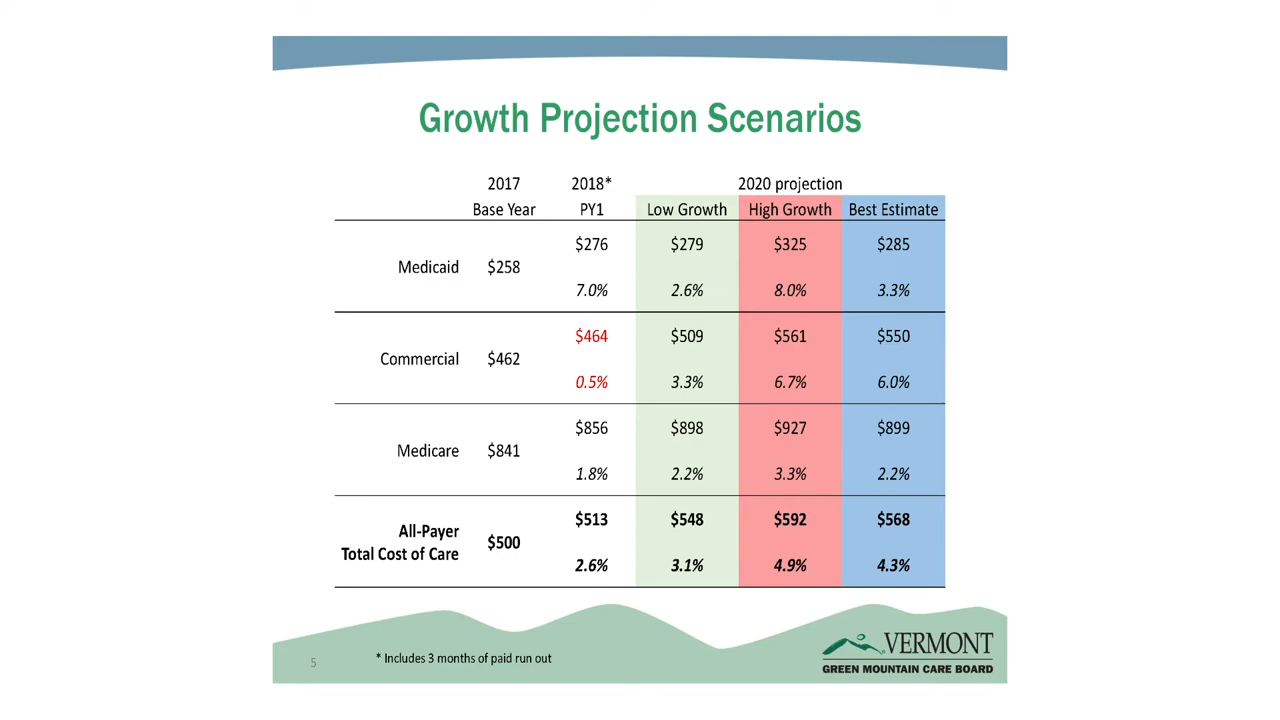 Growth Projection Scenarios
2017 2018* 2020 projection
Base Year PY1 Low Growth High Growth Best Estimate
$276 $279 $325 $285
Medicaid $258
7.0% 2.6% 8.0% 3.3%
$464 $509 $561 $550
Commercial $462
0.5% 3.3% 6.7% 6.0%
$856 $898 $927 $899
Medicare $841
1.8% 2.2% 3.3% 2.2%
$513 $548 $592 $568
All-Payer
Total Cost of Care $500
2.6% 3.1% 4.9% 4.3%
5 * Includes 3 months of paid run out
VERMONT
GREEN MOUNTAIN CARE BOARD